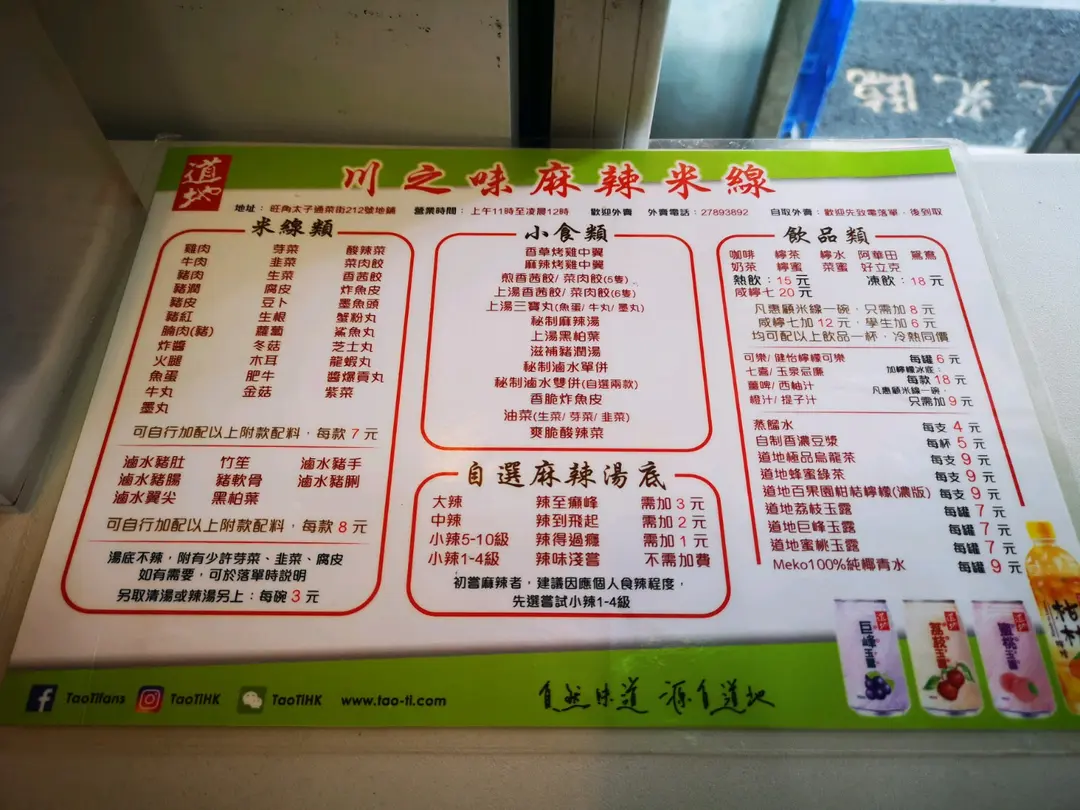 道地
川之味麻辣米線
地址： 旺角太子通菜街212號地鋪 營業時間： 上午11時至凌晨12時 歡迎外賣 外賣電話：27893892 自取外賣：歡迎先致電落單，後到取
米線類
雞肉 芽菜 酸辣菜
牛肉 韭菜 菜肉餃
豬肉 生菜 香茜餃
豬潤 腐皮 炸魚皮
豬皮 豆卜 墨魚頭
豬紅 生根 蟹粉丸
腩肉(豬) 蘿蔔 鯊魚丸
炸醬 冬菇 芝士丸
火腿 木耳 龍蝦丸
魚蛋 肥牛 醬爆貢丸
牛丸 金菇 紫菜
墨丸
可自行加配以上附款配料，每款 7 元
滷水豬肚 竹笙 滷水豬手
滷水豬腸 豬軟骨 滷水豬脷
滷水翼尖 黑柏葉
可自行加配以上附款配料，每款 8 元
湯底不辣，附有少許芽菜、韭菜、腐皮
如有需要，可於落單時說明
另取清湯或辣湯另上：每碗 3 元
小食類
香草烤雞中翼
麻辣烤雞中翼
煎香茜餃/ 菜肉餃(5隻)
上湯香茜餃/ 菜肉餃(6隻)
上湯三寶丸(魚蛋/ 牛丸/ 墨丸)
秘制麻辣湯
上湯黑柏葉
滋補豬潤湯
秘制滷水單併
秘制滷水雙併(自選兩款)
香脆炸魚皮
油菜(生菜/ 芽菜/ 韭菜)
爽脆酸辣菜
自選麻辣湯底
大辣 辣至癲峰 需加 3 元
中辣 辣到飛起 需加 2 元
小辣5-10級 辣得過癮 需加 1 元
小辣1-4級 辣味淺嘗 不需加費
初嘗麻辣者，建議因應個人食辣程度，
先選嘗試小辣1-4級
飲品類
咖啡 檸茶 檸水 阿華田 鴛鴦
奶茶 檸蜜 菜蜜 好立克
熱飲：15 元 凍飲：18 元
咸檸七 20 元
凡惠顧米線一碗，只需加 8 元
咸檸七加 12 元，學生加 6 元
均可配以上飲品一杯，冷熱同價
可樂/ 健怡檸檬可樂 每罐 6 元
七喜/ 玉泉忌廉 加檸檬冰底：
每款 18 元
薑啤/ 西柚汁 凡惠顧米線一碗，
橙汁/ 提子汁 只需加 9 元
蒸餾水 每支 4 元
自制香濃豆漿 每杯 5 元
道地極品烏龍茶 每支 9 元
道地蜂蜜綠茶 每支 9 元
道地百果園柑桔檸檬(濃版) 每支 9 元
道地荔枝玉露 每罐 7 元
道地巨峰玉露 每罐 7 元
道地蜜桃玉露 每罐 7 元
Meko100%純椰青水 每罐 9 元
巨峰玉露
荔枝玉露
蜜桃玉露
TaoTifans TaoTiHK TaoTiHK www.tao-ti.com
自然味道 源自道地